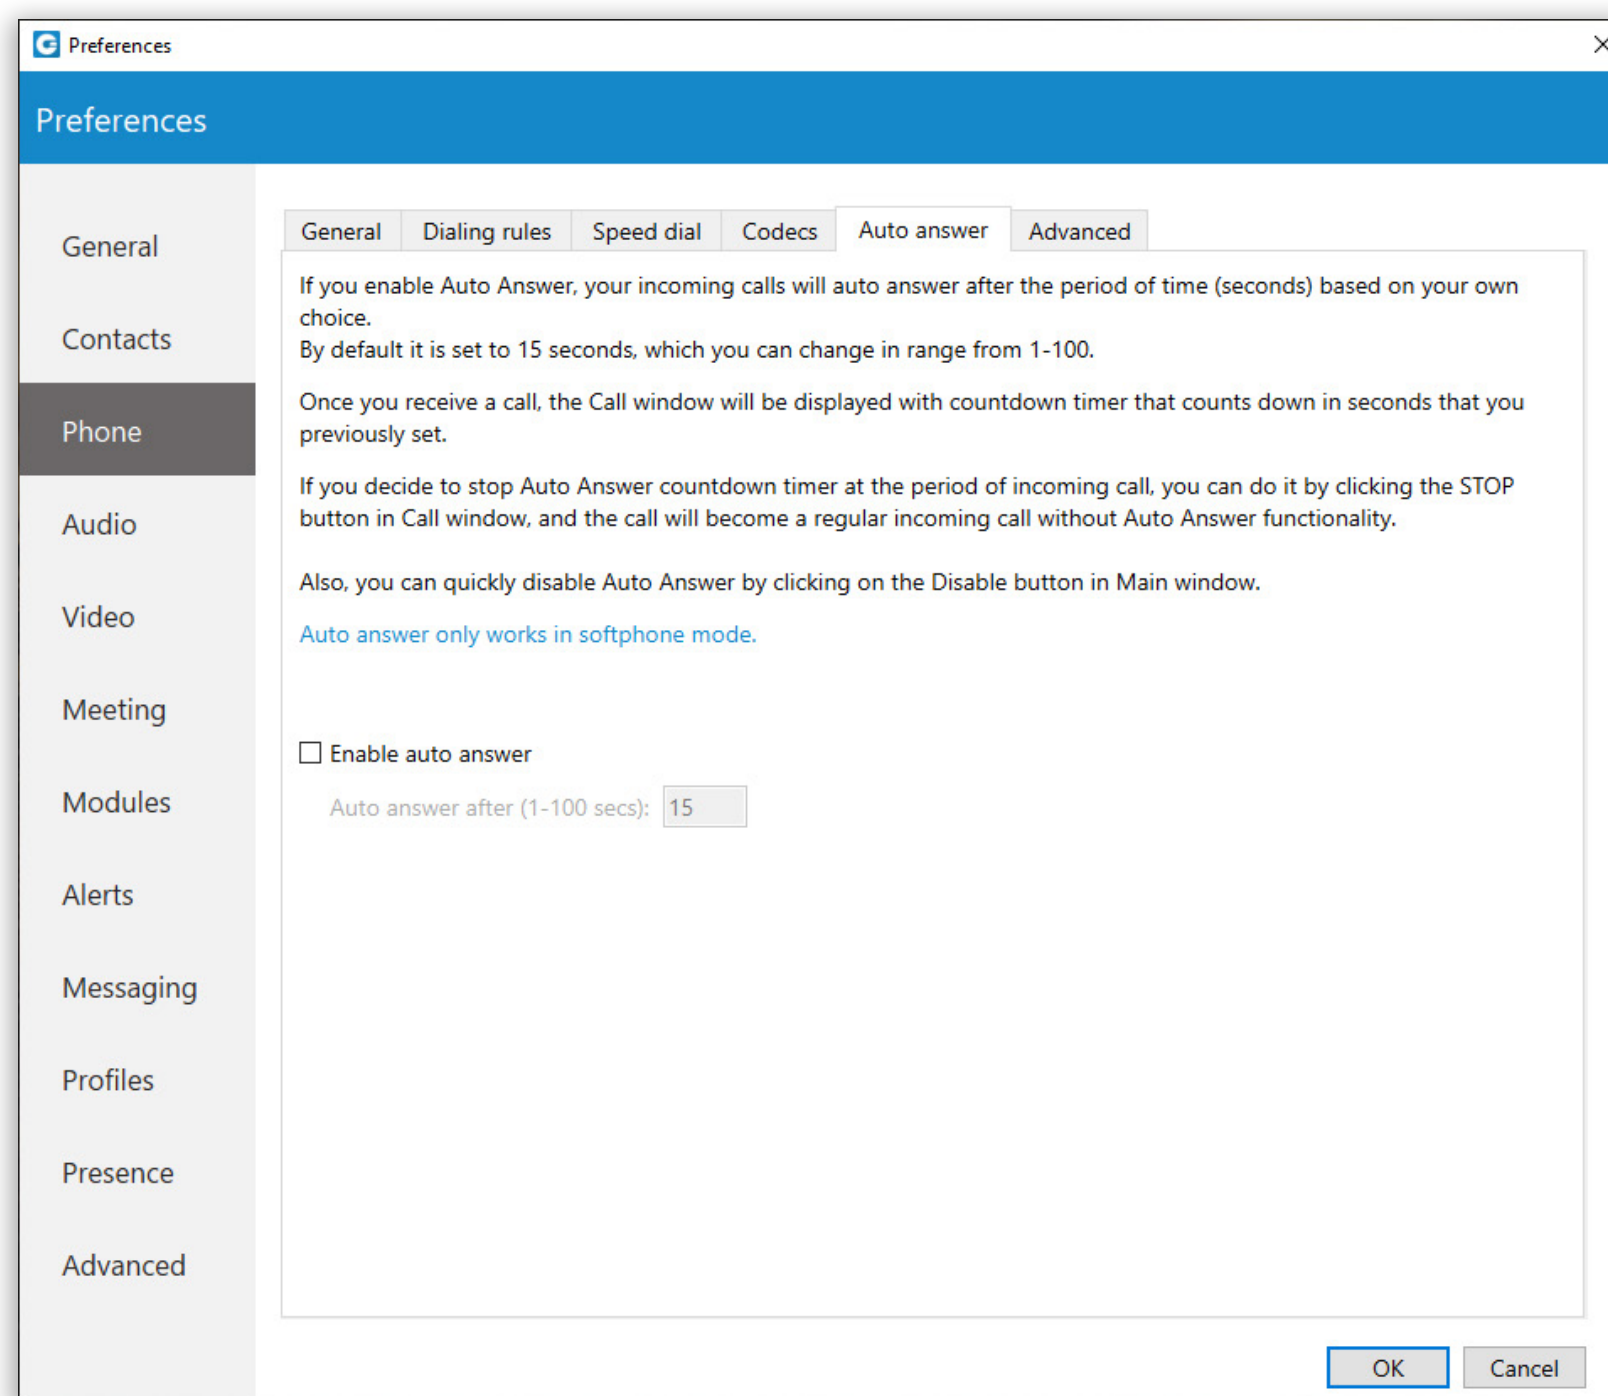 Preferences
Preferences
General
Contacts
Phone
Audio
Video
Meeting
Modules
Alerts
Messaging
Profiles
Presence
Advanced
General Dialing rules Speed dial Codecs Auto answer Advanced
If you enable Auto Answer, your incoming calls will auto answer after the period of time (seconds) based on your own
choice.
By default it is set to 15 seconds, which you can change in range from 1-100.
Once you receive a call, the Call window will be displayed with countdown timer that counts down in seconds that you
previously set.
If you decide to stop Auto Answer countdown timer at the period of incoming call, you can do it by clicking the STOP
button in Call window, and the call will become a regular incoming call without Auto Answer functionality.
Also, you can quickly disable Auto Answer by clicking on the Disable button in Main window.
Auto answer only works in softphone mode.
Enable auto answer
Auto answer after (1-100 secs): 15
OK Cancel